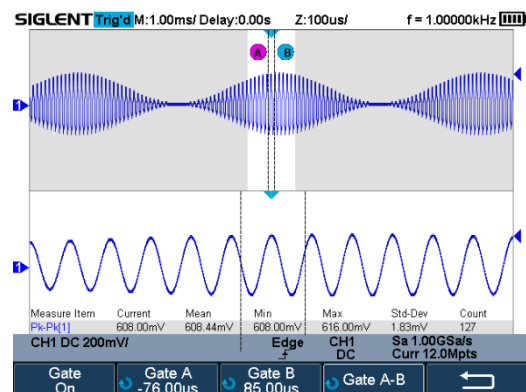 SIGLENT Trig'd M:1.00ms/ Delay:0.00s Z:100us/ f = 1.00000kHz
A B
1
1
Measure Item Current Mean Min Max Std-Dev Count
Pk-Pk[1] 608.00mV 608.44mV 608.00mV 616.00mV 1.83mV 127
CH1 DC 200mV/ Edge CH1 Sa 1.00GSa/s
DC Curr 12.0Mpts
Gate Gate A Gate B Gate A-B
On -76.00us 85.00us